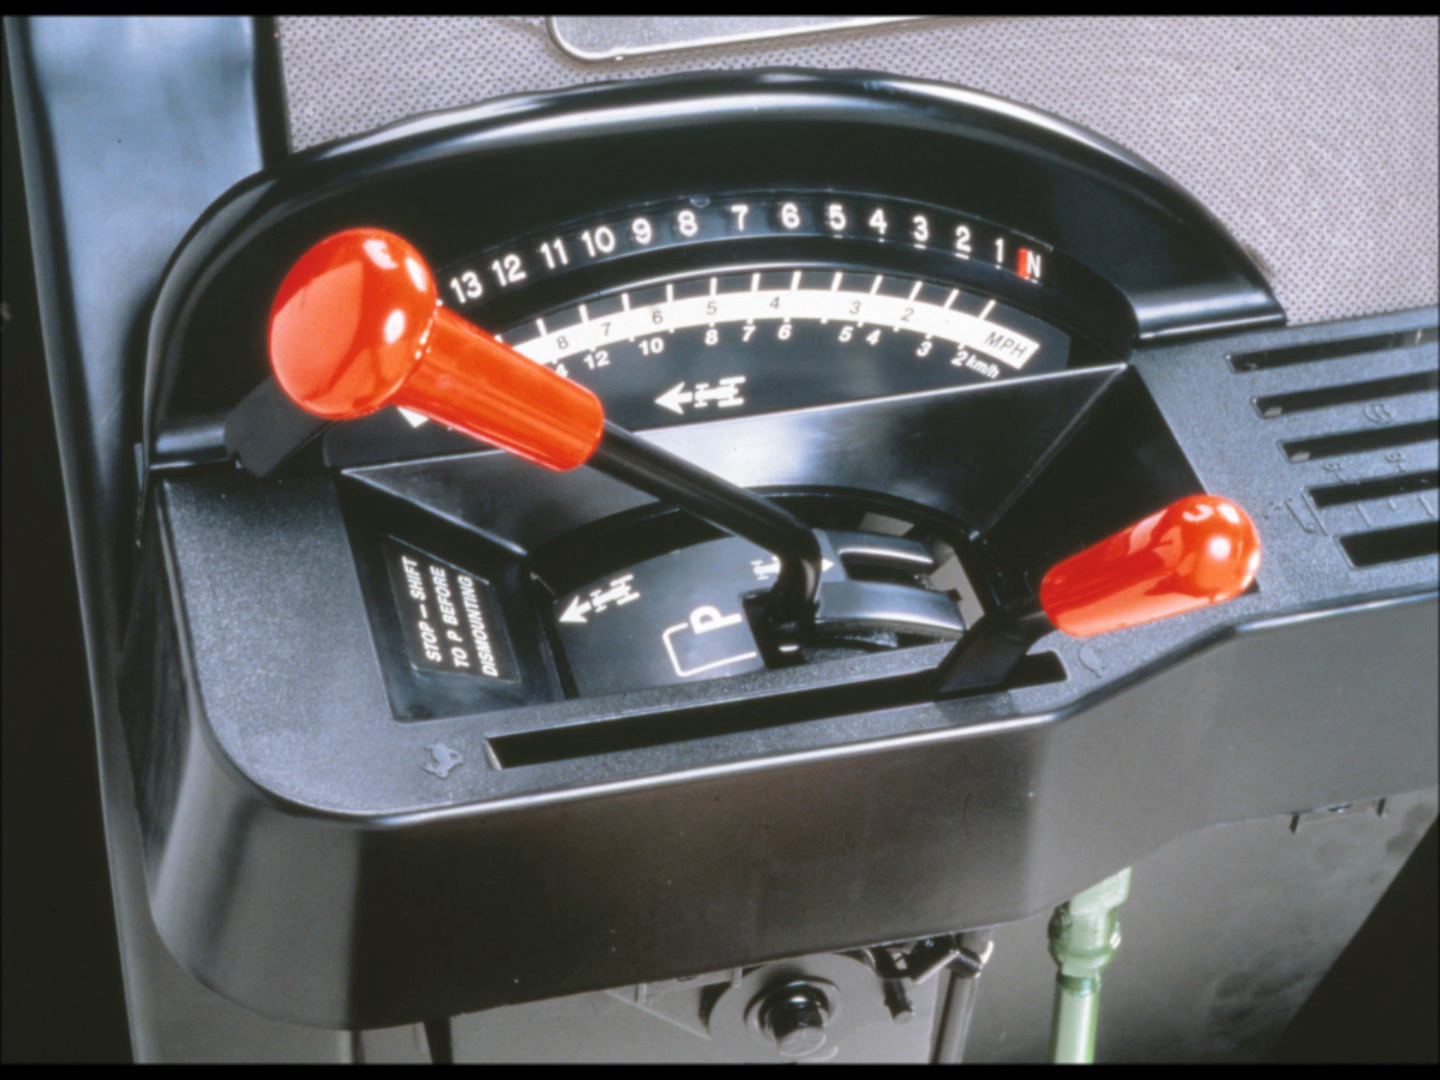 13 12 11 10 9 8 7 6 5 4 3 2 1 N
8 7 6 5 4 3 2 MPH
12 10 8 7 6 5 4 3 2 km/h
P
STOP – SHIFT
TO P BEFORE
DISMOUNTING